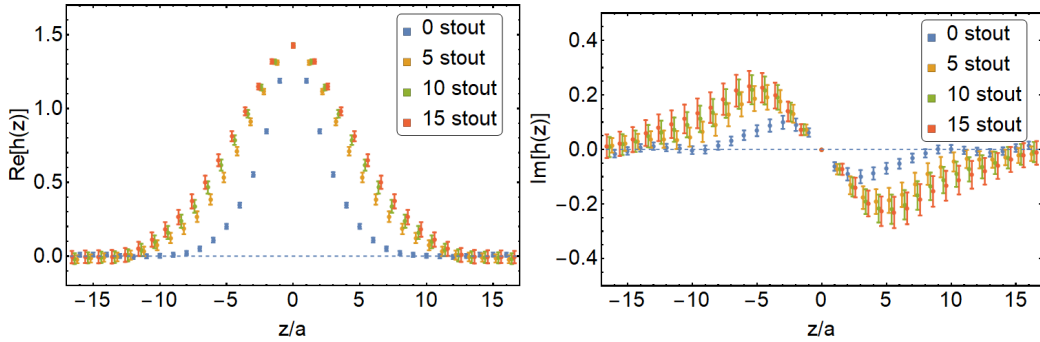 1.5
1.0
0.5
0.0
Re[h(z)]
0 stout
5 stout
10 stout
15 stout
−15 −10 −5 0 5 10 15
z/a
0.4
0.2
0.0
−0.2
−0.4
Im[h(z)]
0 stout
5 stout
10 stout
15 stout
−15 −10 −5 0 5 10 15
z/a